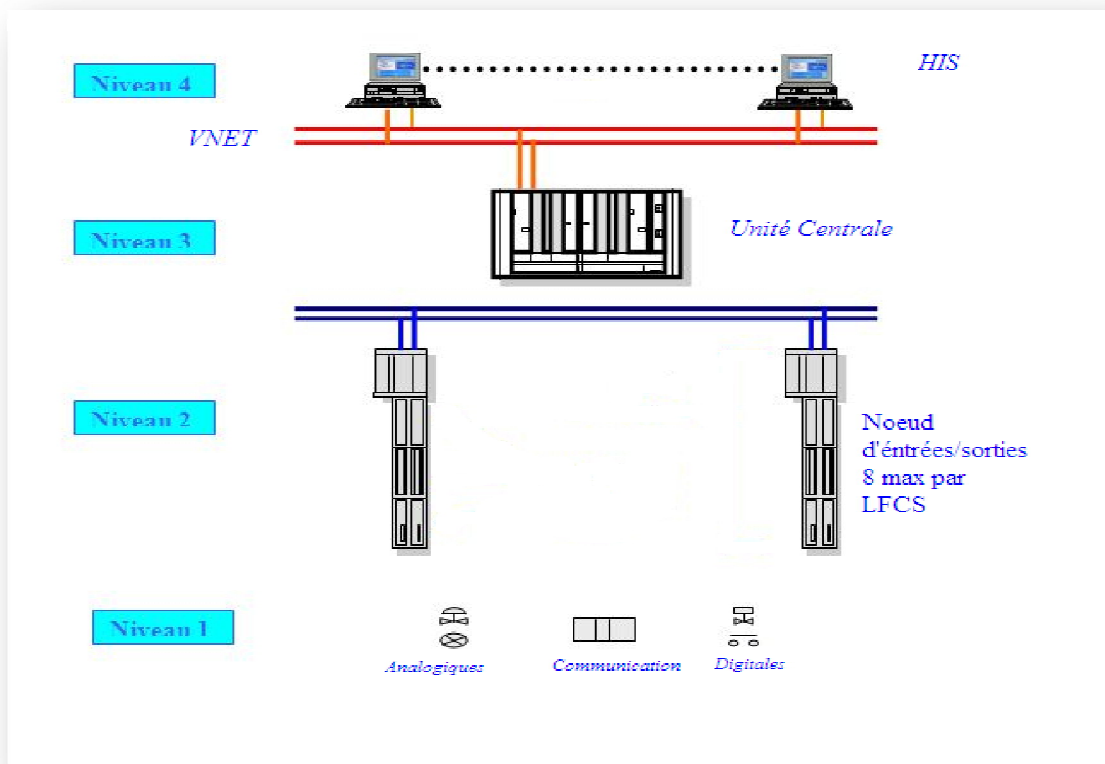 HIS
Niveau 4
VNET
Unité Centrale
Niveau 3
Niveau 2
Noeud
d'éntrées/sorties
8 max par
LFCS
Niveau 1
Analogiques
Communication
Digitales